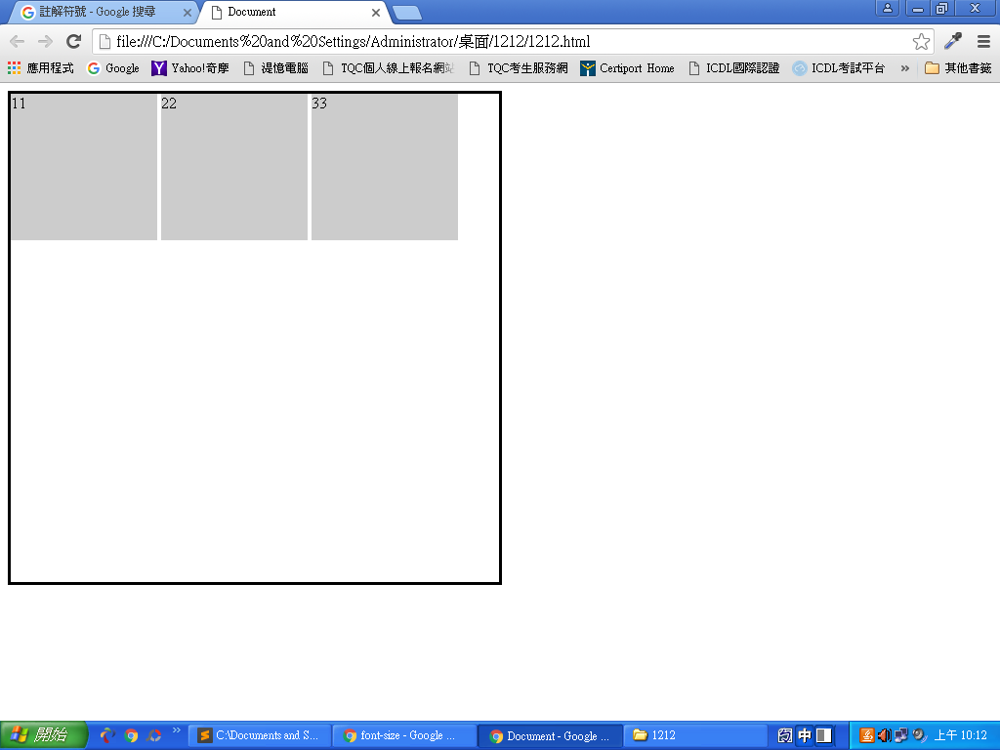 註解符號 - Google 搜尋
Document
file:///C:/Documents%20and%20Settings/Administrator/桌面/1212/1212.html
應用程式
Google
Yahoo!奇摩
湜憶電腦
TQC個人線上報名網站
TQC考生服務網
Certiport Home
ICDL國際認證
ICDL考試平台
»
其他書籤
11
22
33
開始
»
C:\Documents and S...
font-size - Google ...
Document - Google ...
1212
中
上午 10:12